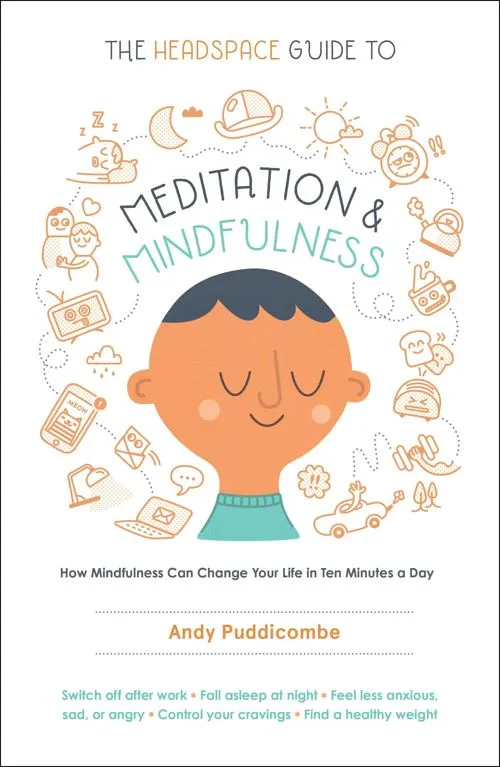 THE HEADSPACE GUIDE TO
Z Z Z
MEDITATION &
MINDFULNESS
!!
MEOW
1
!!
How Mindfulness Can Change Your Life in Ten Minutes a Day
Andy Puddicombe
Switch off after work • Fall asleep at night • Feel less anxious,
sad, or angry • Control your cravings • Find a healthy weight